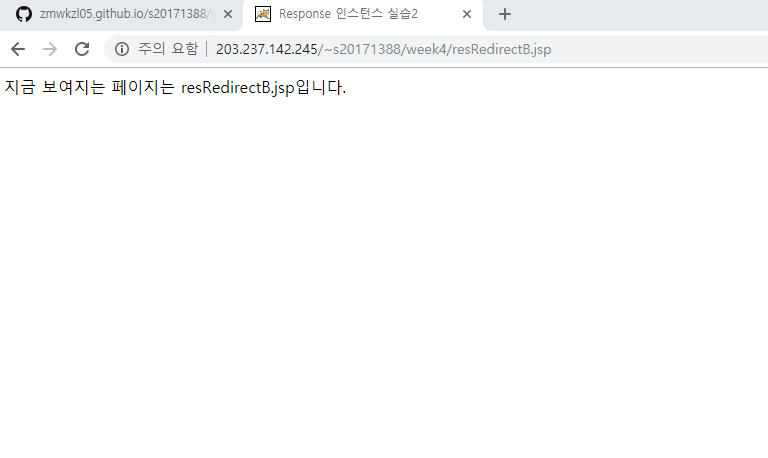 zmwkzl05.github.io/s20171388/
Response 인스턴스 실습2
주의 요함
203.237.142.245/~s20171388/week4/resRedirectB.jsp
지금 보여지는 페이지는 resRedirectB.jsp입니다.